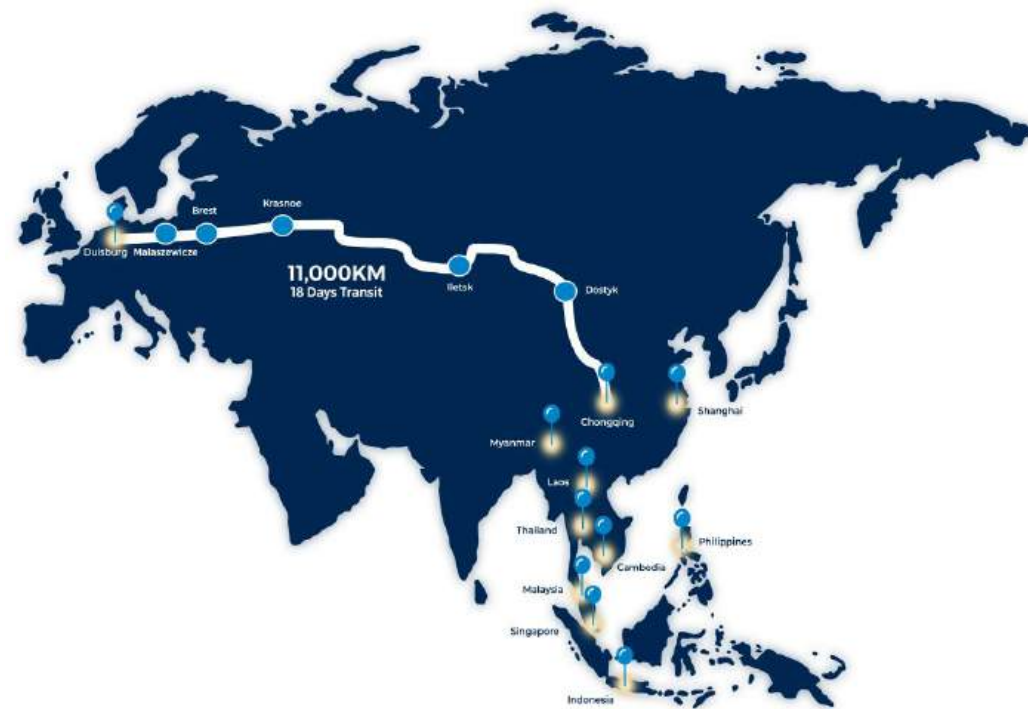 Krasnoe
Brest
Duisburg
Małaszewicze
11,000KM
18 Days Transit
Iletsk
Dostyk
Chongqing
Shanghai
Myanmar
Laos
Thailand
Philippines
Cambodia
Malaysia
Singapore
Indonesia